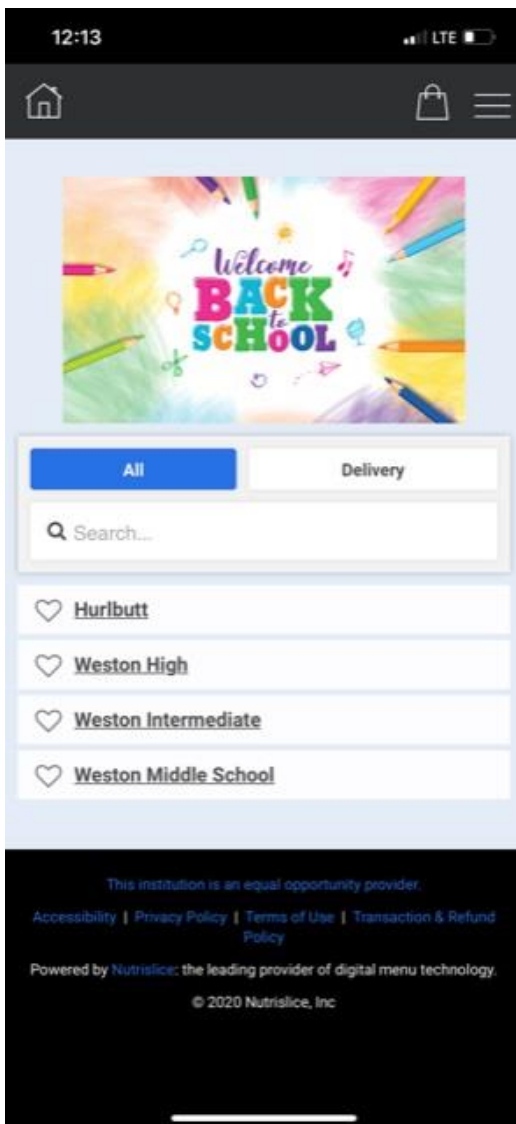 12:13
LTE
Welcome
BACK
to
SCHOOL
All
Delivery
Search...
Hurlbutt
Weston High
Weston Intermediate
Weston Middle School
This institution is an equal opportunity provider.
Accessibility | Privacy Policy | Terms of Use | Transaction & Refund
Policy
Powered by Nutrislice: the leading provider of digital menu technology.
© 2020 Nutrislice, Inc